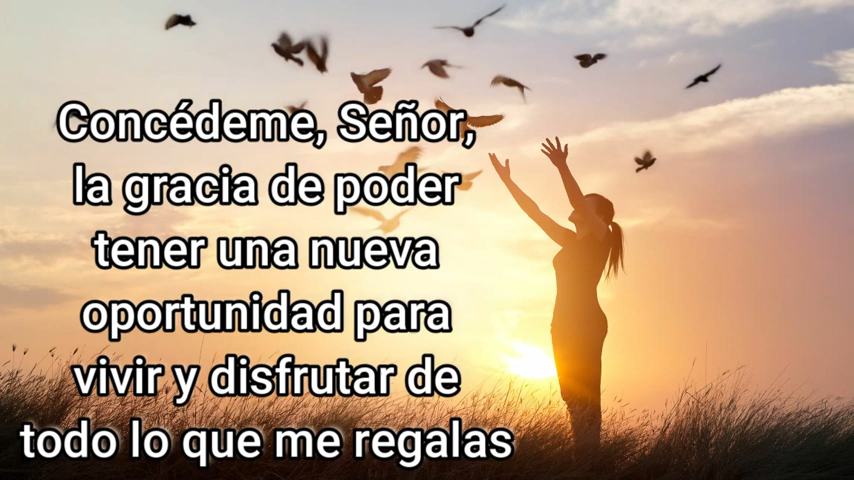 Concédeme, Señor,
la gracia de poder
tener una nueva
oportunidad para
vivir y disfrutar de
todo lo que me regalas